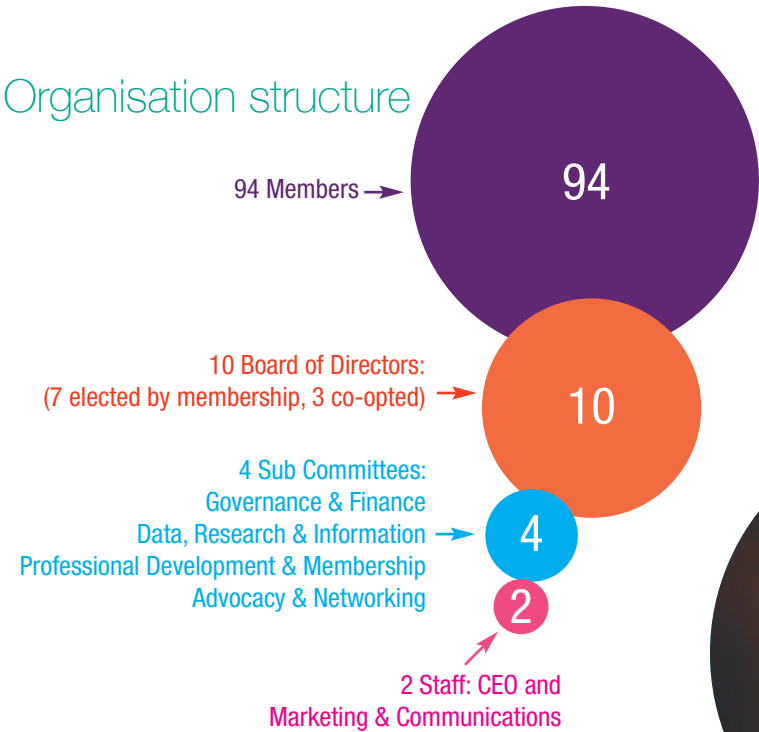 Organisation structure
94 Members
94
10 Board of Directors:
(7 elected by membership, 3 co-opted)
10
4 Sub Committees:
Governance & Finance
Data, Research & Information
Professional Development & Membership
Advocacy & Networking
4
2
2 Staff: CEO and
Marketing & Communications